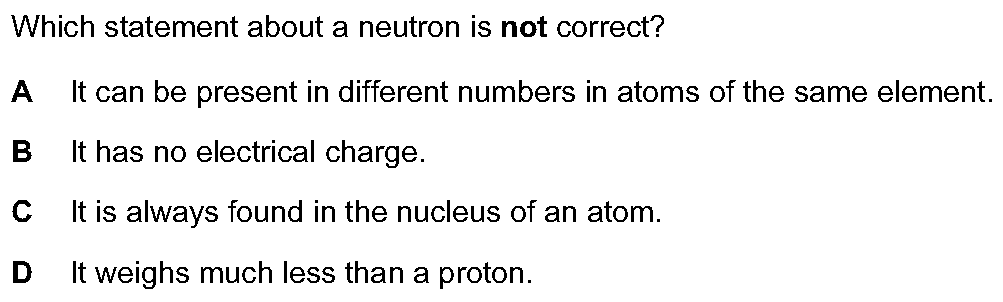 Which statement about a neutron is not correct?
A It can be present in different numbers in atoms of the same element.
B It has no electrical charge.
C It is always found in the nucleus of an atom.
D It weighs much less than a proton.